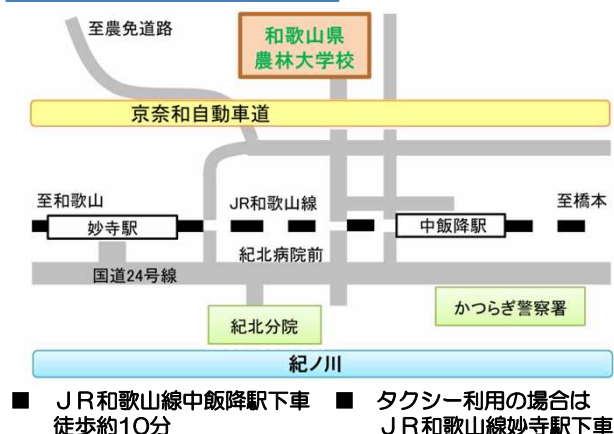 至農免道路
和歌山県
農林大学校
京奈和自動車道
至和歌山
JR和歌山線
至橋本
妙寺駅
中飯降駅
紀北病院前
国道24号線
かつらぎ警察署
紀北分院
紀ノ川
■ JR和歌山線中飯降駅下車
徒歩約10分
■ タクシー利用の場合は
JR和歌山線妙寺駅下車